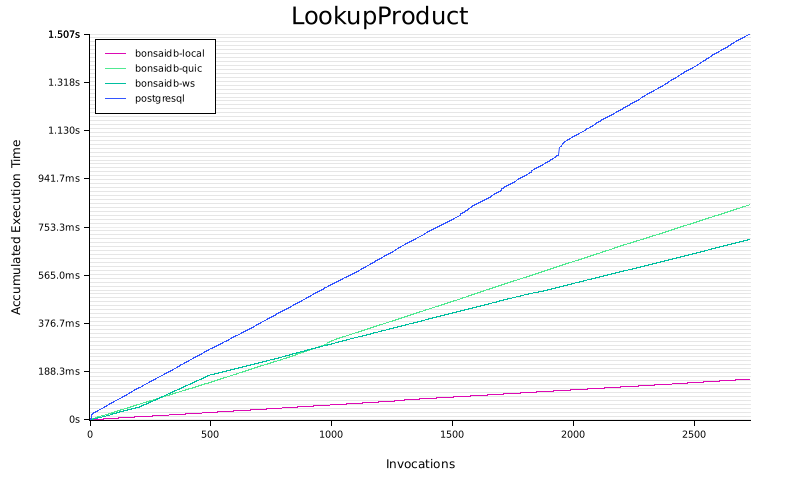 LookupProduct
1.507s
bonsaidb-local
bonsaidb-quic
bonsaidb-ws
postgresql
1.318s
1.130s
941.7ms
753.3ms
565.0ms
376.7ms
188.3ms
0s
Accumulated Execution Time
0 500 1000 1500 2000 2500
Invocations